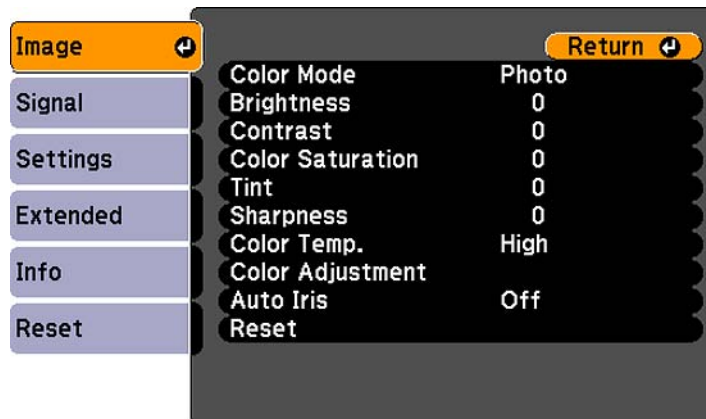 Image
Signal
Settings
Extended
Info
Reset
Return
Color Mode Photo
Brightness 0
Contrast 0
Color Saturation 0
Tint 0
Sharpness 0
Color Temp. High
Color Adjustment
Auto Iris Off
Reset